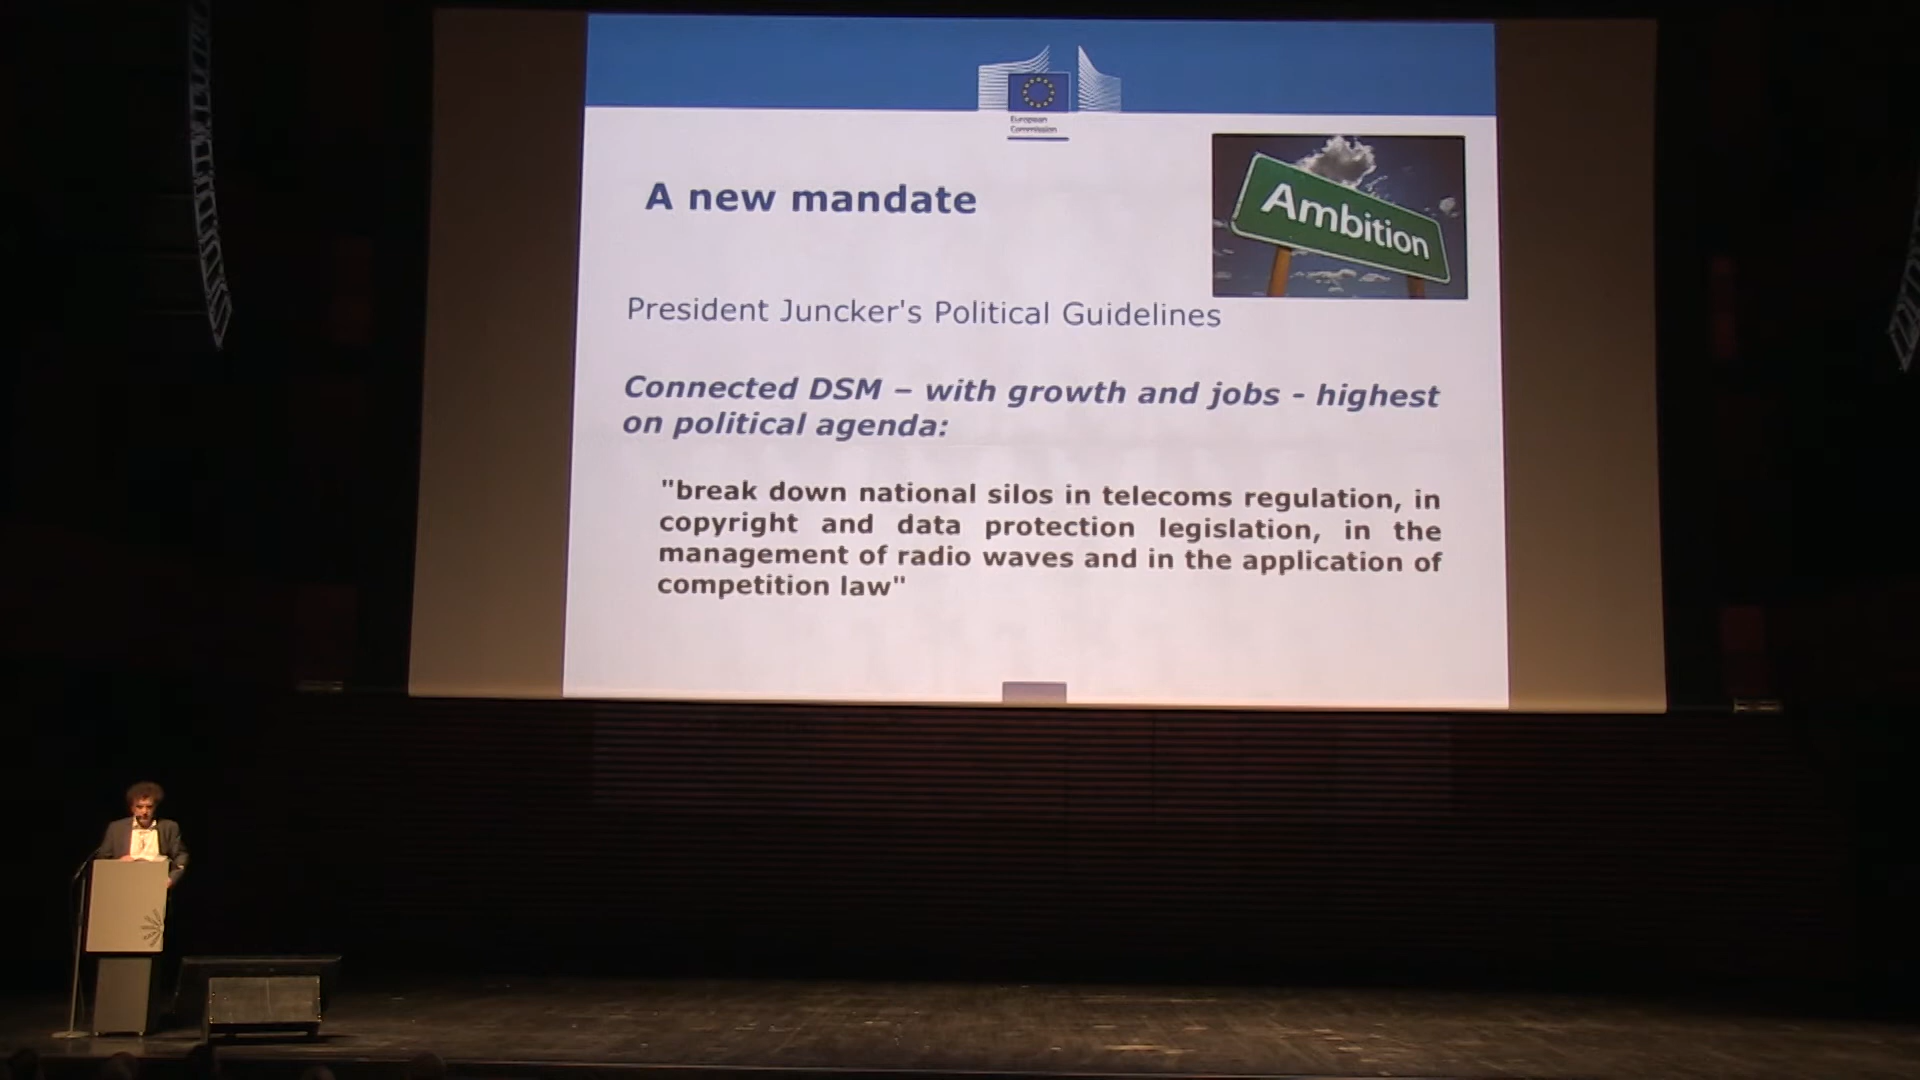 European
Commission
Ambition
A new mandate
President Juncker's Political Guidelines
Connected DSM – with growth and jobs - highest
on political agenda:
"break down national silos in telecoms regulation, in
copyright and data protection legislation, in the
management of radio waves and in the application of
competition law"